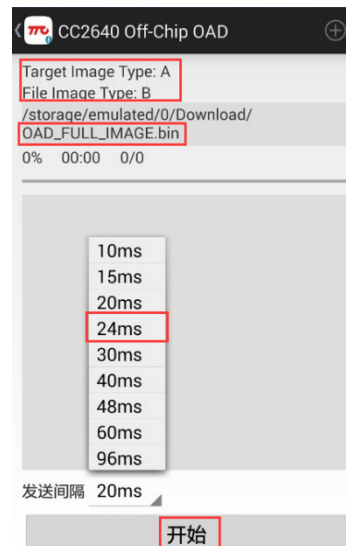 CC2640 Off-Chip OAD
Target Image Type: A
File Image Type: B
/storage/emulated/0/Download/
OAD_FULL_IMAGE.bin
0% 00:00 0/0
10ms
15ms
20ms
24ms
30ms
40ms
48ms
60ms
96ms
发送间隔 20ms
开始